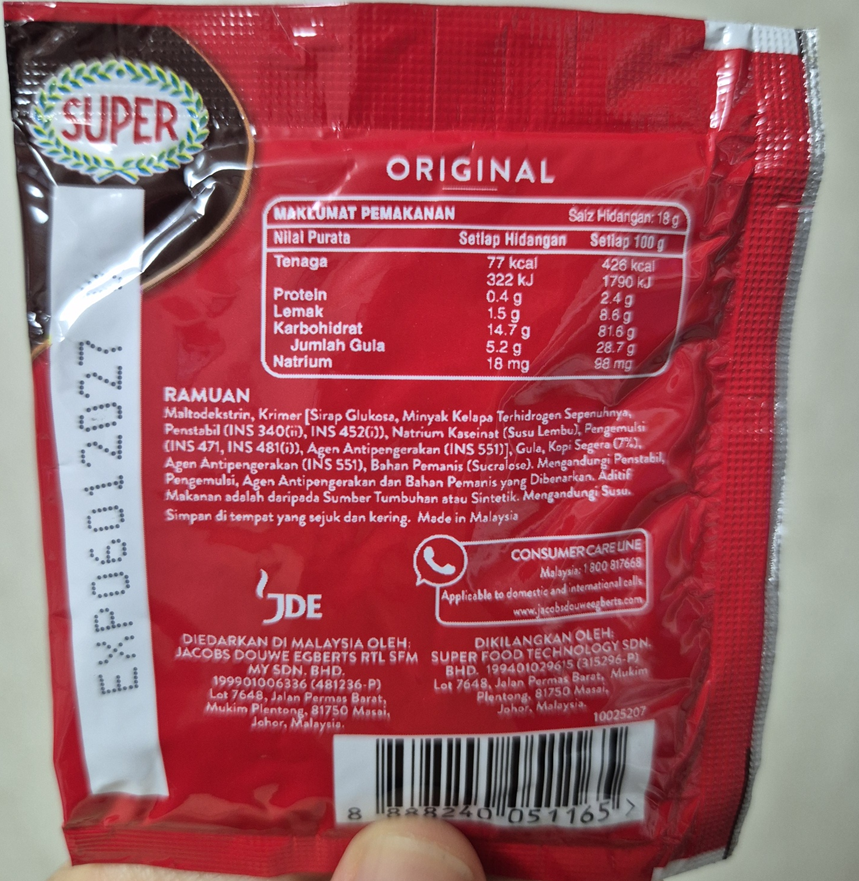 SUPER
ORIGINAL
MAKLUMAT PEMAKANAN Saiz Hidangan: 18 g
Nilai Purata Setiap Hidangan Setiap 100 g
Tenaga 77 kcal 426 kcal
322 kJ 1790 kJ
Protein 0.4 g 2.4 g
Lemak 1.5 g 8.6 g
Karbohidrat 14.7 g 81.6 g
Jumlah Gula 5.2 g 28.7 g
Natrium 18 mg 98 mg
RAMUAN
Maltodekstrin, Krimer [Sirap Glukosa, Minyak Kelapa Terhidrogen Sepenuhnya,
Penstabil (INS 340(ii), INS 452(i)), Natrium Kaseinat (Susu Lembu), Pengemulsi
(INS 471, INS 481(i)), Agen Antipengerakan (INS 551)], Gula, Kopi Segera (7%),
Agen Antipengerakan (INS 551), Bahan Pemanis (Sucralose). Mengandungi Penstabil,
Pengemulsi, Agen Antipengerakan dan Bahan Pemanis yang Dibenarkan. Aditif
Makanan adalah daripada Sumber Tumbuhan atau Sintetik. Mengandungi Susu.
Simpan di tempat yang sejuk dan kering. Made in Malaysia
EXP06012027
CONSUMER CARE LINE
Malaysia: 1 800 817668
Applicable to domestic and international calls
www.jacobsdouweegberts.com
JDE
DIEDARKAN DI MALAYSIA OLEH:
JACOBS DOUWE EGBERTS RTL SFM
MY SDN. BHD.
199901006336 (481236-P)
Lot 7648, Jalan Permas Barat,
Mukim Plentong, 81750 Masai,
Johor, Malaysia.
DIKILANGKAN OLEH:
SUPER FOOD TECHNOLOGY SDN.
BHD. 199401029615 (315296-P)
Lot 7648, Jalan Permas Barat, Mukim
Plentong, 81750 Masai,
Johor, Malaysia.
10025207
8 888240 051165 >